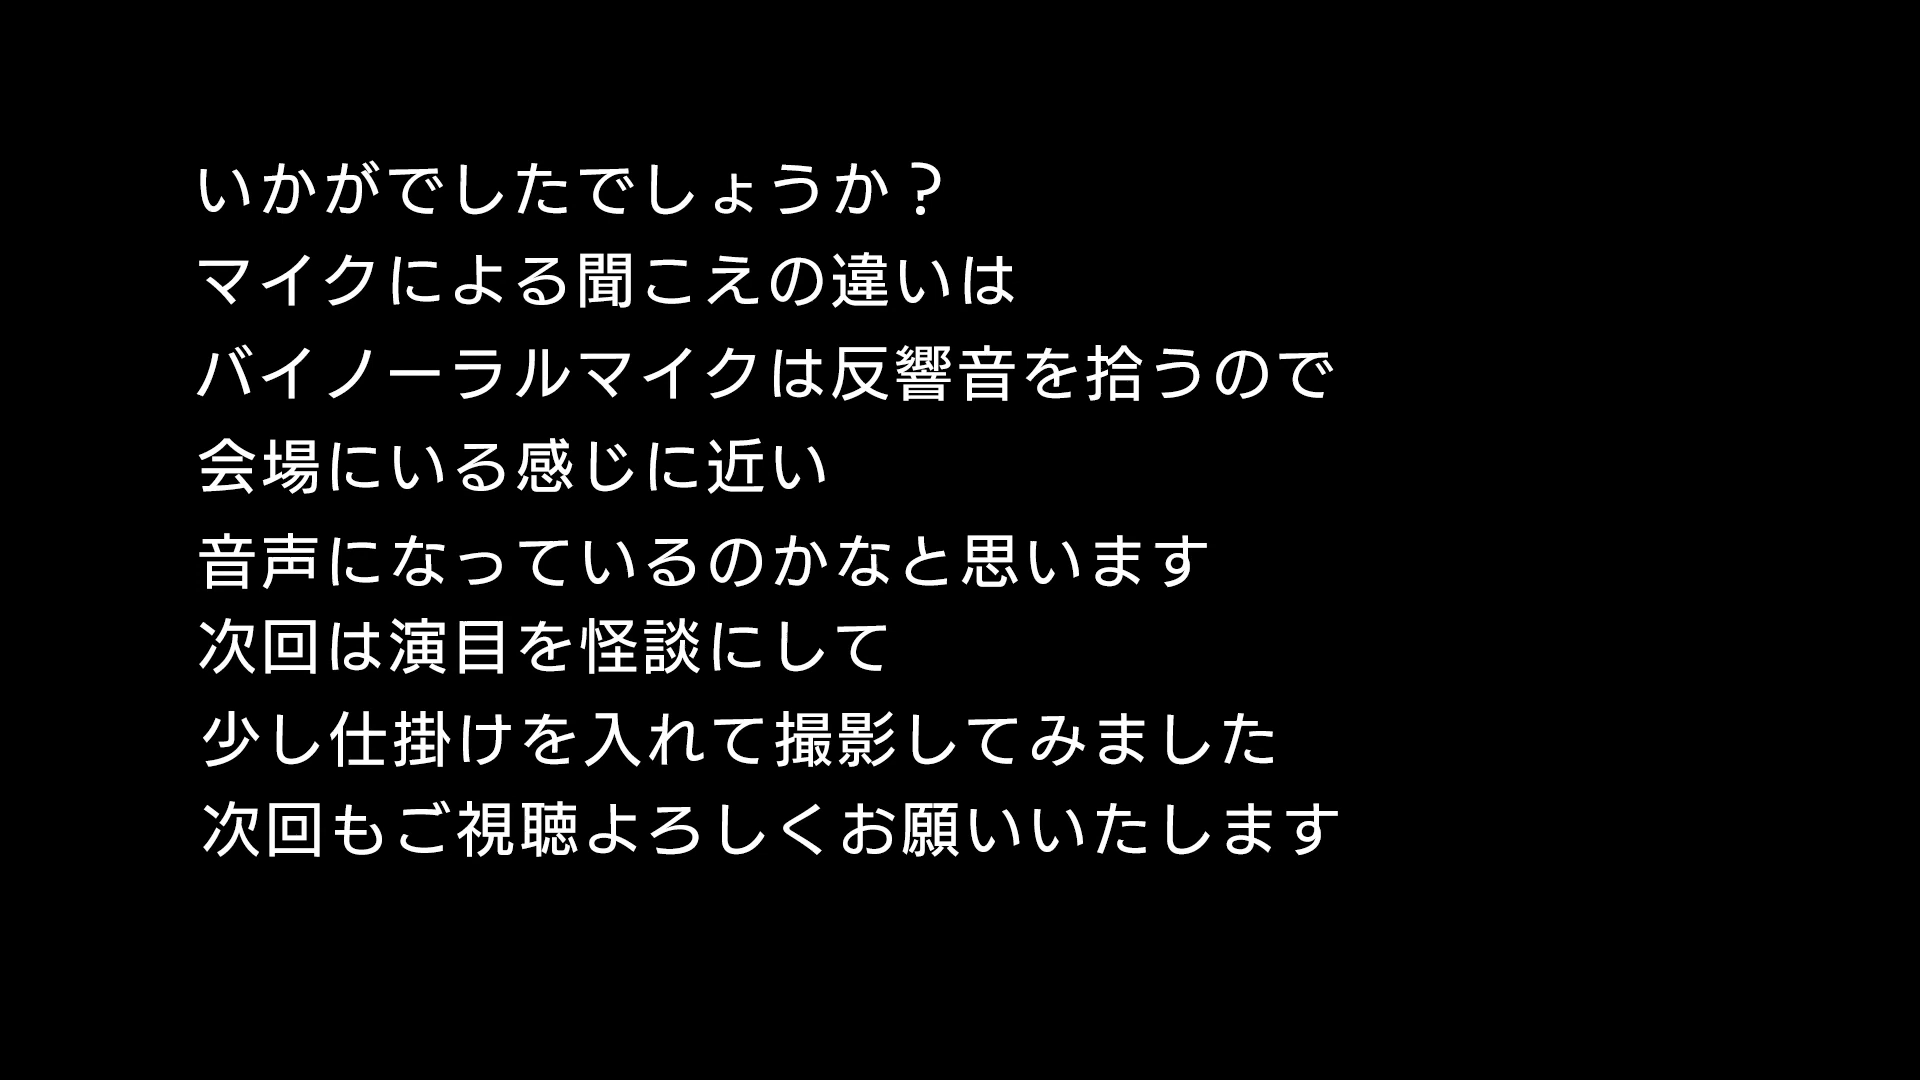 いかがでしたでしょうか？
マイクによる聞こえの違いは
バイノーラルマイクは反響音を拾うので
会場にいる感じに近い
音声になっているのかなと思います
次回は演目を怪談にして
少し仕掛けを入れて撮影してみました
次回もご視聴よろしくお願いいたします